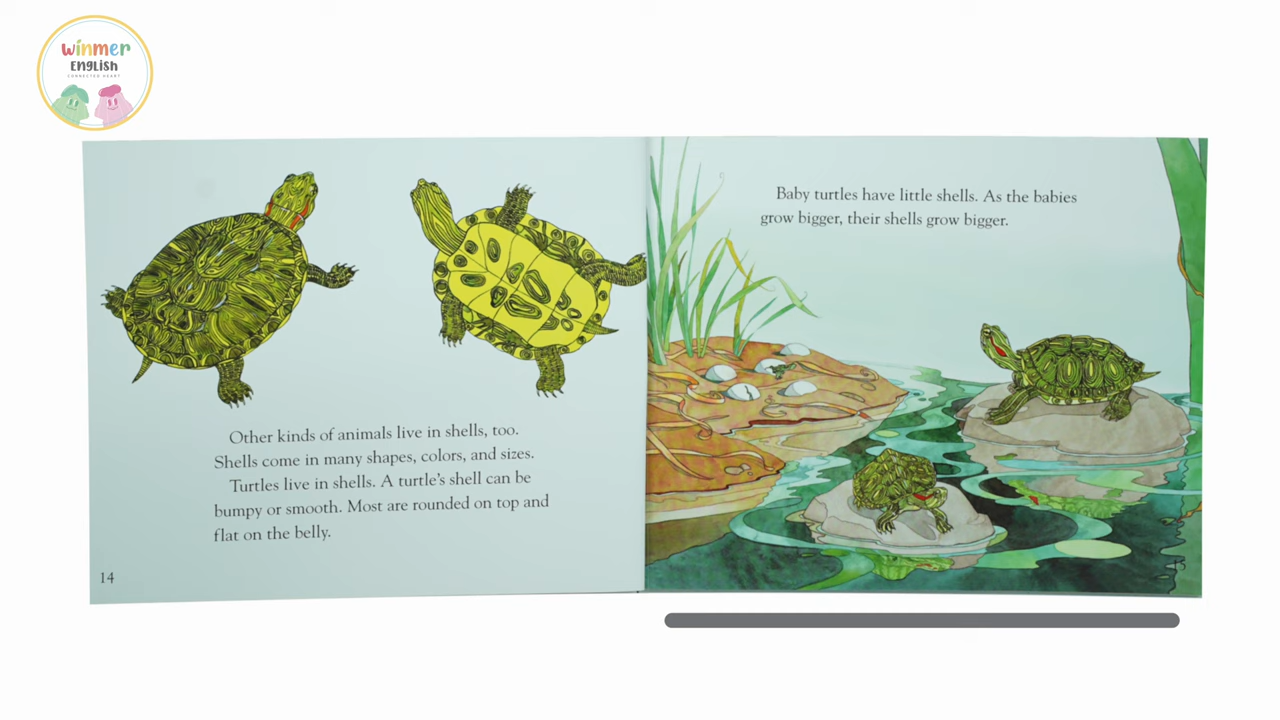 winmer
ENGLISH
CONNECTED HEART
Other kinds of animals live in shells, too.
Shells come in many shapes, colors, and sizes.
Turtles live in shells. A turtle's shell can be
bumpy or smooth. Most are rounded on top and
flat on the belly.
14
Baby turtles have little shells. As the babies
grow bigger, their shells grow bigger.
15